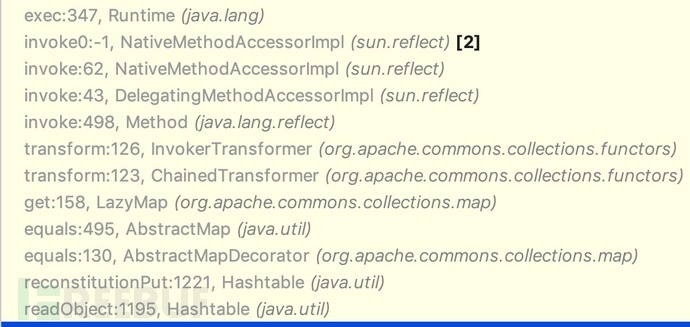 exec:347, Runtime (java.lang)
invoke0:-1, NativeMethodAccessorImpl (sun.reflect) [2]
invoke:62, NativeMethodAccessorImpl (sun.reflect)
invoke:43, DelegatingMethodAccessorImpl (sun.reflect)
invoke:498, Method (java.lang.reflect)
transform:126, InvokerTransformer (org.apache.commons.collections.functors)
transform:123, ChainedTransformer (org.apache.commons.collections.functors)
get:158, LazyMap (org.apache.commons.collections.map)
equals:495, AbstractMap (java.util)
equals:130, AbstractMapDecorator (org.apache.commons.collections.map)
reconstitutionPut:1221, Hashtable (java.util)
readObject:1195, Hashtable (java.util)
FREEBUF